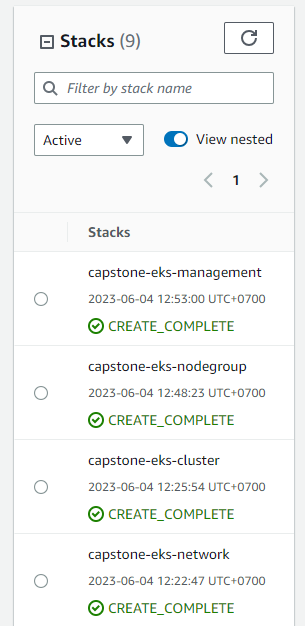 Stacks (9)
Filter by stack name
Active
View nested
1
Stacks
capstone-eks-management
2023-06-04 12:53:00 UTC+0700
CREATE_COMPLETE
capstone-eks-nodegroup
2023-06-04 12:48:23 UTC+0700
CREATE_COMPLETE
capstone-eks-cluster
2023-06-04 12:25:54 UTC+0700
CREATE_COMPLETE
capstone-eks-network
2023-06-04 12:22:47 UTC+0700
CREATE_COMPLETE